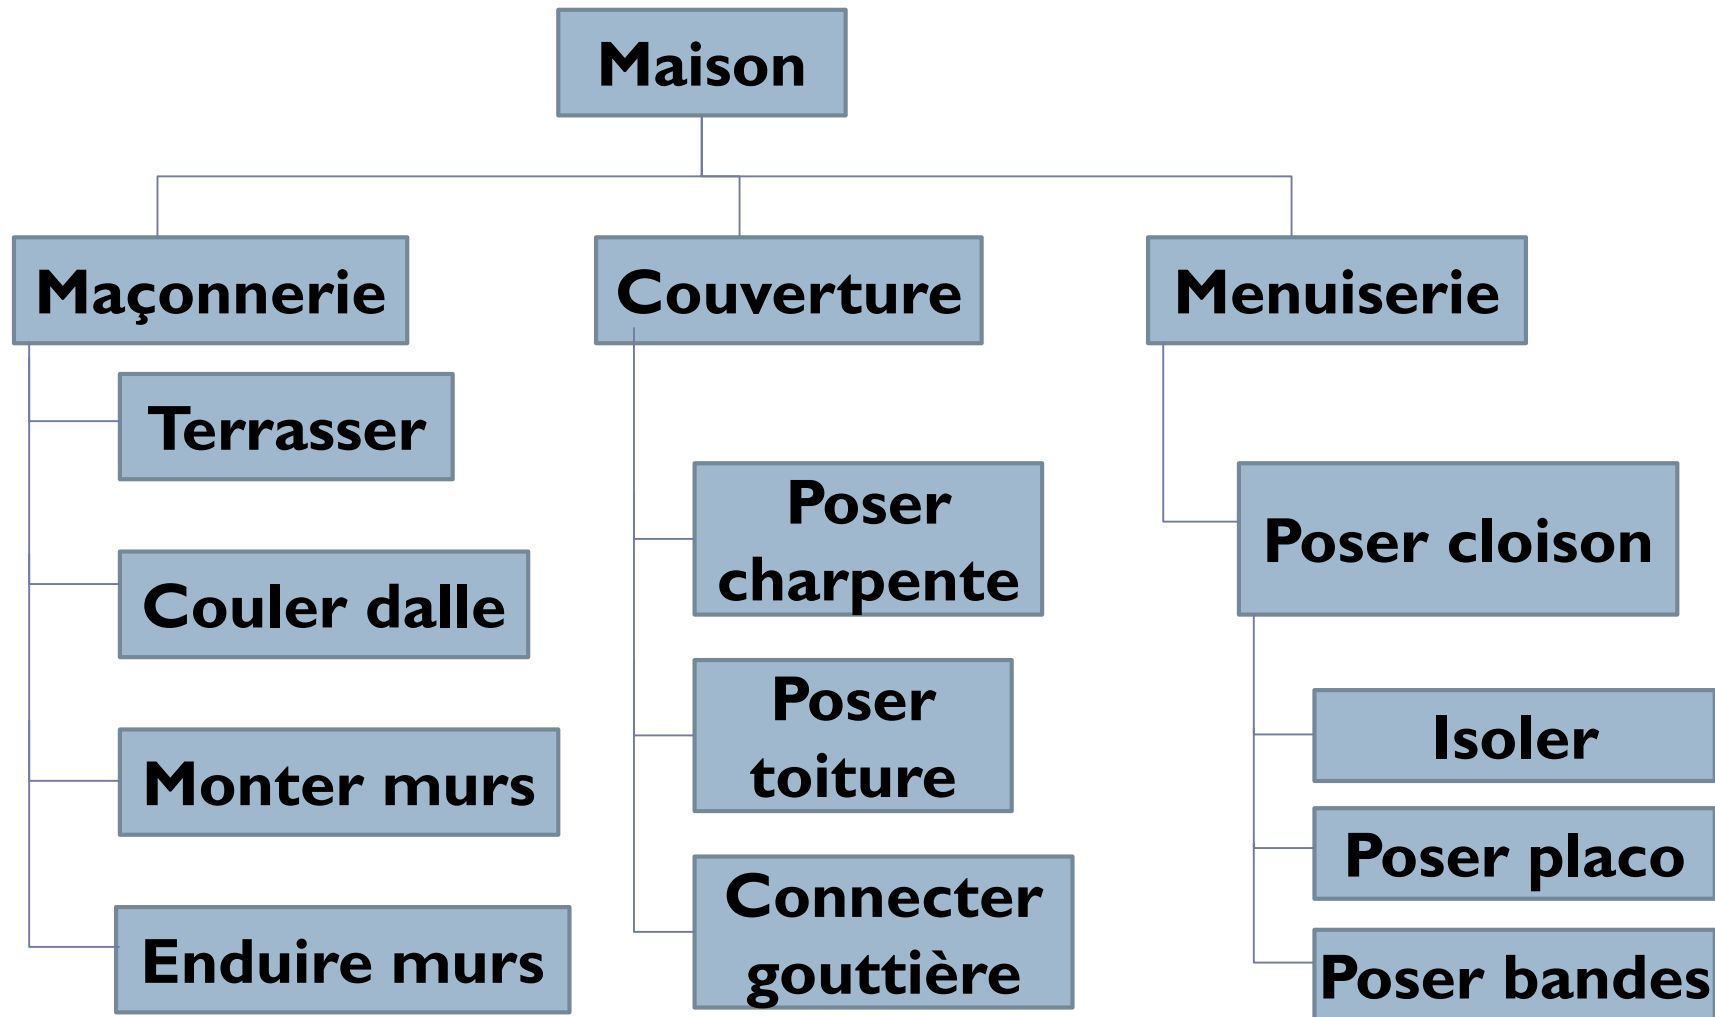 Maison
Maçonnerie
Couverture
Menuiserie
Terrasser
Couler dalle
Monter murs
Enduire murs
Poser
charpente
Poser
toiture
Connecter
gouttière
Poser cloison
Isoler
Poser placo
Poser bandes